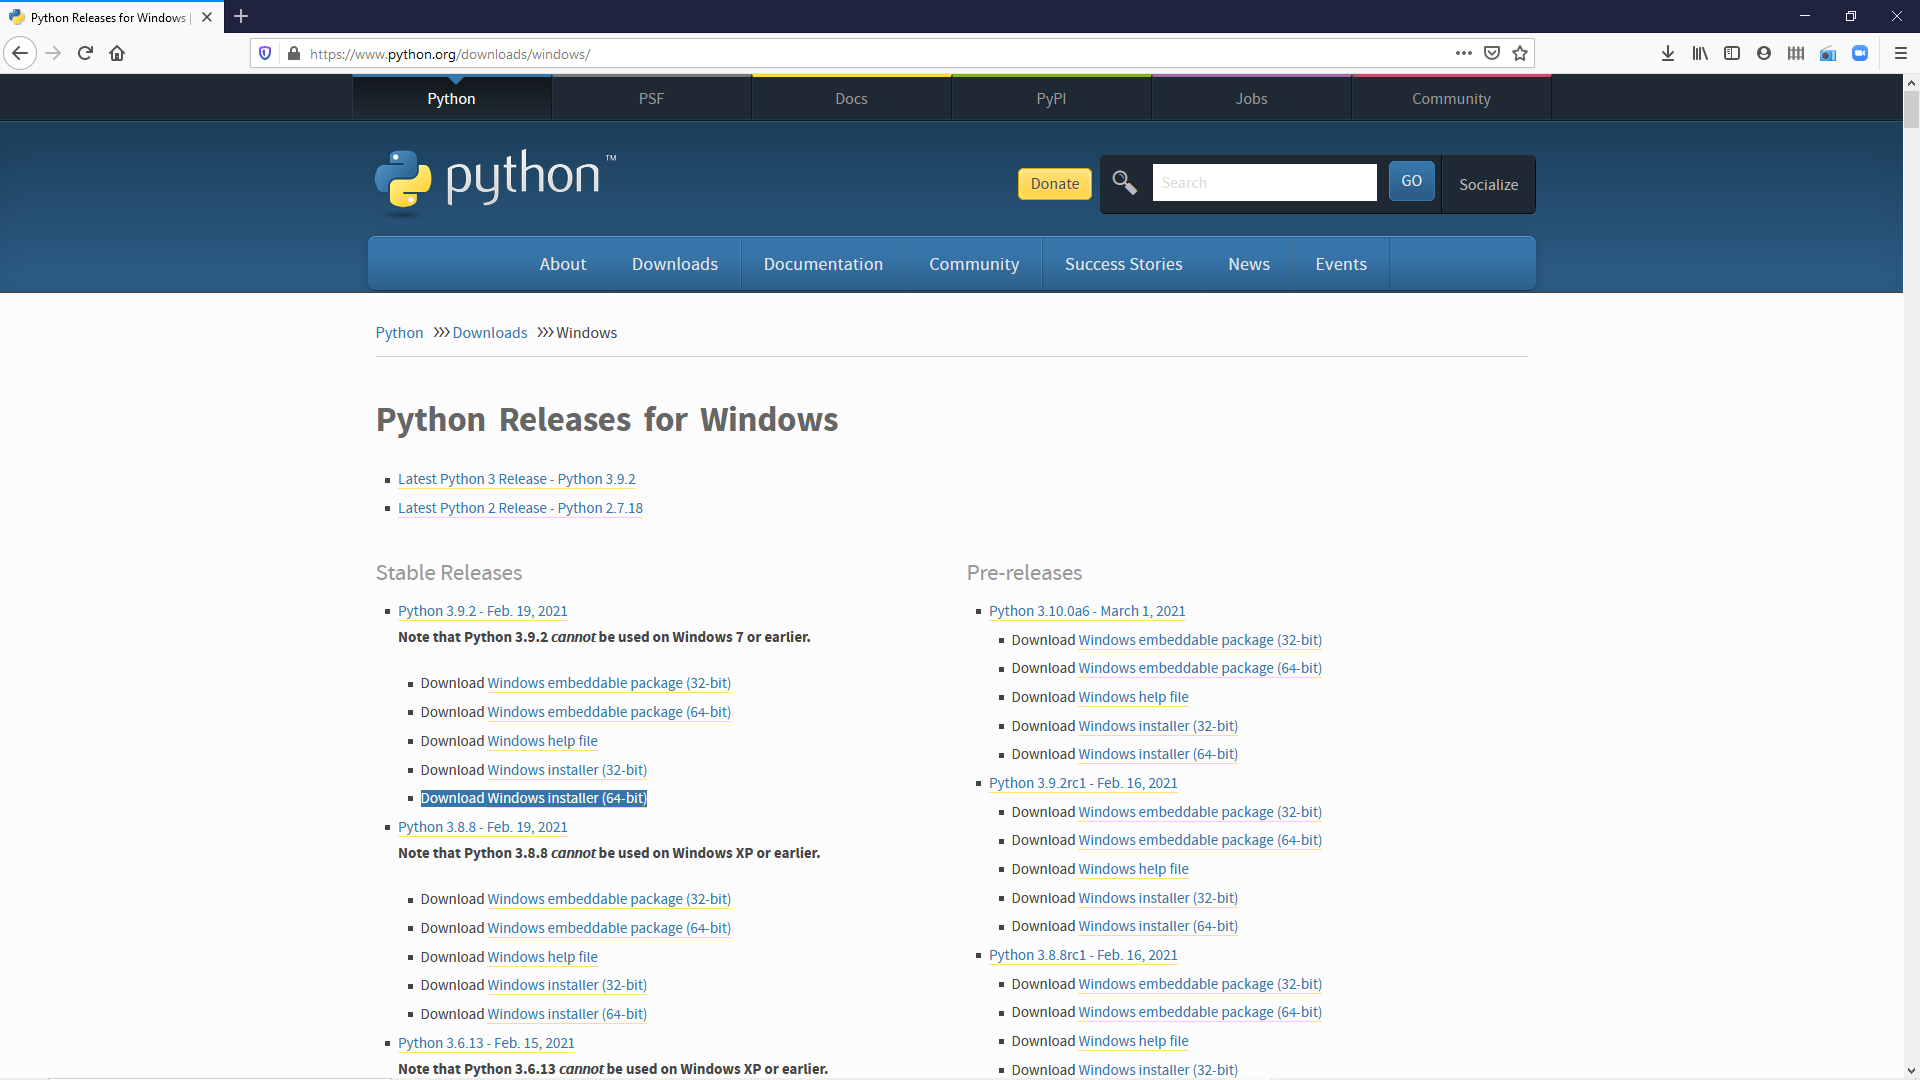 Python Releases for Windows |
https://www.python.org/downloads/windows/
Python PSF Docs PyPI Jobs Community
python™
Donate Search GO Socialize
About Downloads Documentation Community Success Stories News Events
Python >>> Downloads >>> Windows
Python Releases for Windows
Latest Python 3 Release - Python 3.9.2
Latest Python 2 Release - Python 2.7.18
Stable Releases
Python 3.9.2 - Feb. 19, 2021
Note that Python 3.9.2 cannot be used on Windows 7 or earlier.
Download Windows embeddable package (32-bit)
Download Windows embeddable package (64-bit)
Download Windows help file
Download Windows installer (32-bit)
Download Windows installer (64-bit)
Python 3.8.8 - Feb. 19, 2021
Note that Python 3.8.8 cannot be used on Windows XP or earlier.
Download Windows embeddable package (32-bit)
Download Windows embeddable package (64-bit)
Download Windows help file
Download Windows installer (32-bit)
Download Windows installer (64-bit)
Python 3.6.13 - Feb. 15, 2021
Note that Python 3.6.13 cannot be used on Windows XP or earlier.
Pre-releases
Python 3.10.0a6 - March 1, 2021
Download Windows embeddable package (32-bit)
Download Windows embeddable package (64-bit)
Download Windows help file
Download Windows installer (32-bit)
Download Windows installer (64-bit)
Python 3.9.2rc1 - Feb. 16, 2021
Download Windows embeddable package (32-bit)
Download Windows embeddable package (64-bit)
Download Windows help file
Download Windows installer (32-bit)
Download Windows installer (64-bit)
Python 3.8.8rc1 - Feb. 16, 2021
Download Windows embeddable package (32-bit)
Download Windows embeddable package (64-bit)
Download Windows help file
Download Windows installer (32-bit)